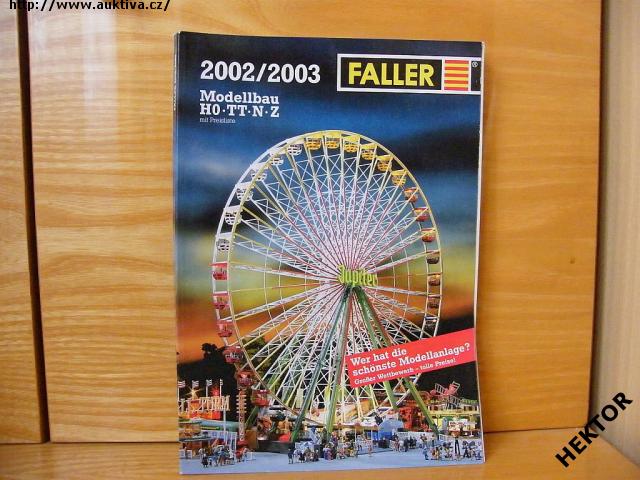 http://www.auktiva.cz/
2002/2003
FALLER
®
Modellbau
H0·TT·N·Z
mit Preisliste
Jupiter
Wer hat die
schönste Modellanlage?
Großer Wettbewerb – tolle Preise!
HEKTOR